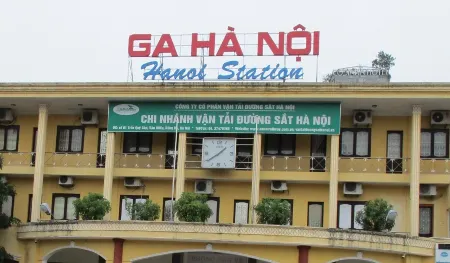 GA HÀ NỘI
Hanoi Station
CÔNG TY CỔ PHẦN VẬN TẢI ĐƯỜNG SẮT HÀ NỘI
CHI NHÁNH VẬN TẢI ĐƯỜNG SẮT HÀ NỘI